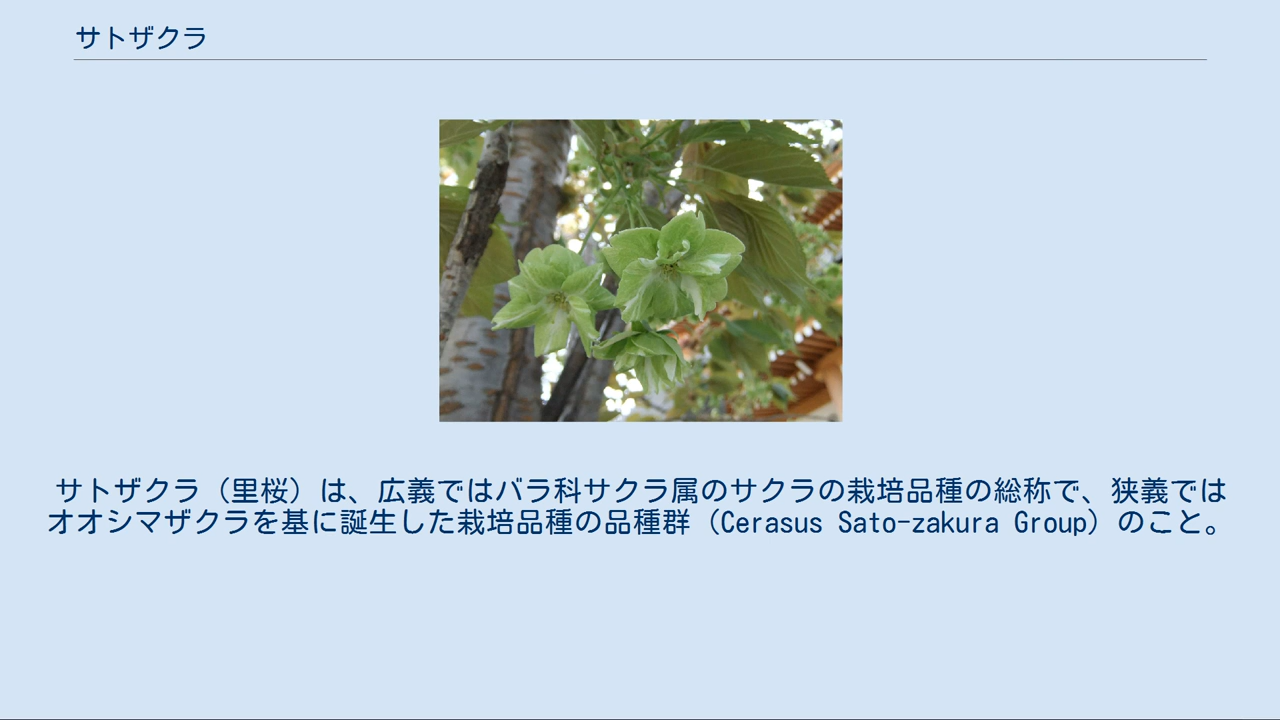 サトザクラ
サトザクラ（里桜）は、広義ではバラ科サクラ属のサクラの栽培品種の総称で、狭義では
オオシマザクラを基に誕生した栽培品種の品種群（Cerasus Sato-zakura Group）のこと。